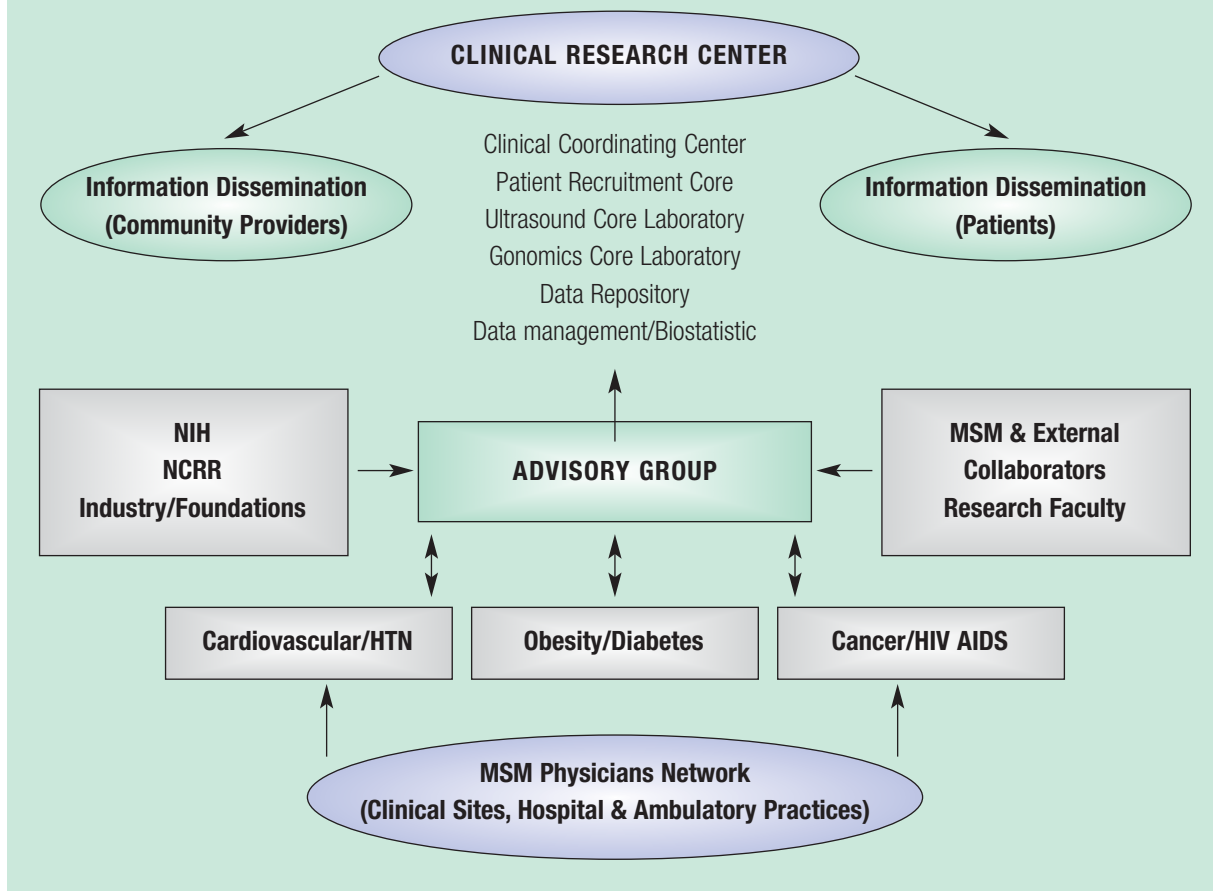 CLINICAL RESEARCH CENTER
Information Dissemination
(Community Providers)
Information Dissemination
(Patients)
Clinical Coordinating Center
Patient Recruitment Core
Ultrasound Core Laboratory
Gonomics Core Laboratory
Data Repository
Data management/Biostatistic
NIH
NCRR
Industry/Foundations
ADVISORY GROUP
MSM & External
Collaborators
Research Faculty
Cardiovascular/HTN
Obesity/Diabetes
Cancer/HIV AIDS
MSM Physicians Network
(Clinical Sites, Hospital & Ambulatory Practices)